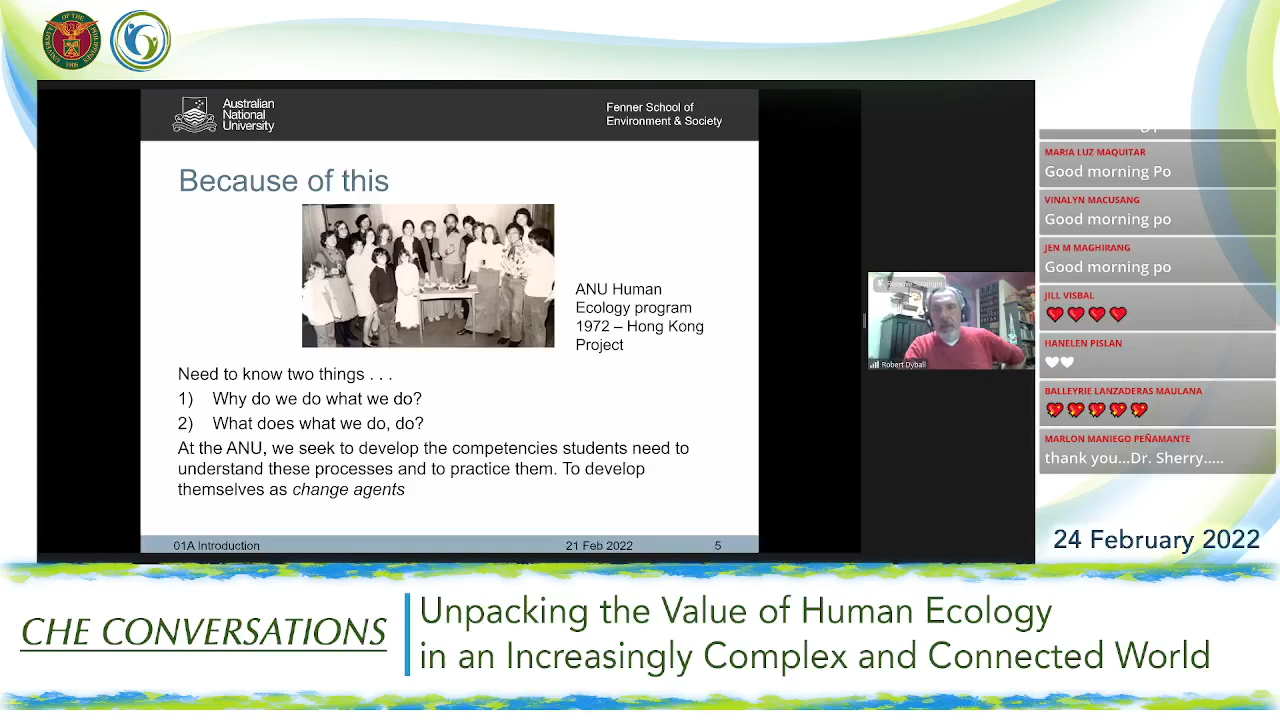 UNIVERSITY OF THE PHILIPPINES
1908
Australian
National
University
Fenner School of
Environment & Society
Because of this
ANU Human
Ecology program
1972 – Hong Kong
Project
Need to know two things . . .
1) Why do we do what we do?
2) What does what we do, do?
At the ANU, we seek to develop the competencies students need to
understand these processes and to practice them. To develop
themselves as change agents
01A Introduction
21 Feb 2022
5
Robert Dyball
MARIA LUZ MAQUITAR
Good morning Po
VINALYN MACUSANG
Good morning po
JEN M MAGHIRANG
Good morning po
JILL VISBAL
HANELEN PISLAN
BALLEYRIE LANZADERAS MAULANA
MARLON MANIEGO PEÑAMANTE
thank you...Dr. Sherry.....
24 February 2022
CHE CONVERSATIONS
Unpacking the Value of Human Ecology
in an Increasingly Complex and Connected World